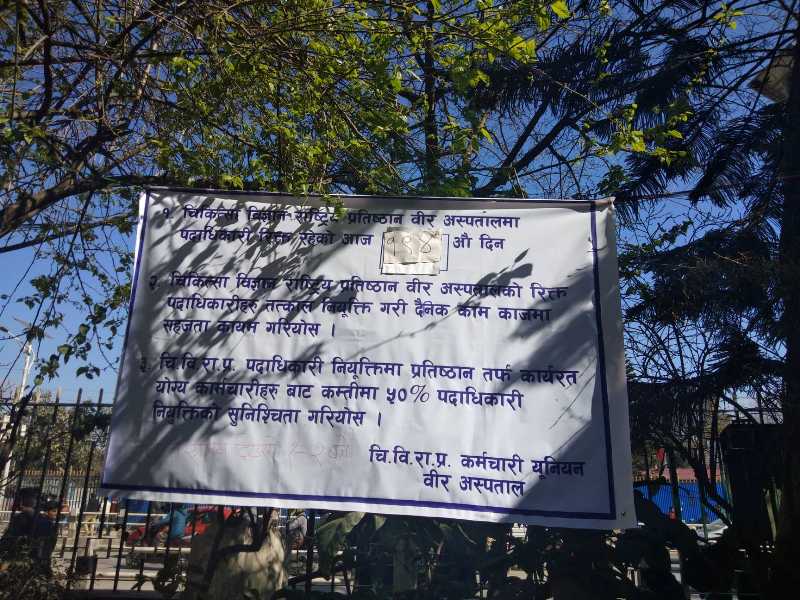 १. चिकित्सा विज्ञान राष्ट्रिय प्रतिष्ठान वीर अस्पतालमा
पदाधिकारी रिक्त रहेको आज औ दिन
२. चिकित्सा विज्ञान राष्ट्रिय प्रतिष्ठान वीर अस्पतालको रिक्त
पदाधिकारीहरु तत्काल नियुक्ति गरी दैनिक काम काजमा
सहजता कायम गरियोस ।
३. चि.वि.रा.प्र. पदाधिकारी नियुक्तिमा प्रतिष्ठान तर्फ कार्यरत
योग्य कर्मचारीहरु बाट कम्तीमा ५०% पदाधिकारी
नियुक्तिको सुनिश्चिता गरियोस ।
चि.वि.रा.प्र. कर्मचारी यूनियन
वीर अस्पताल